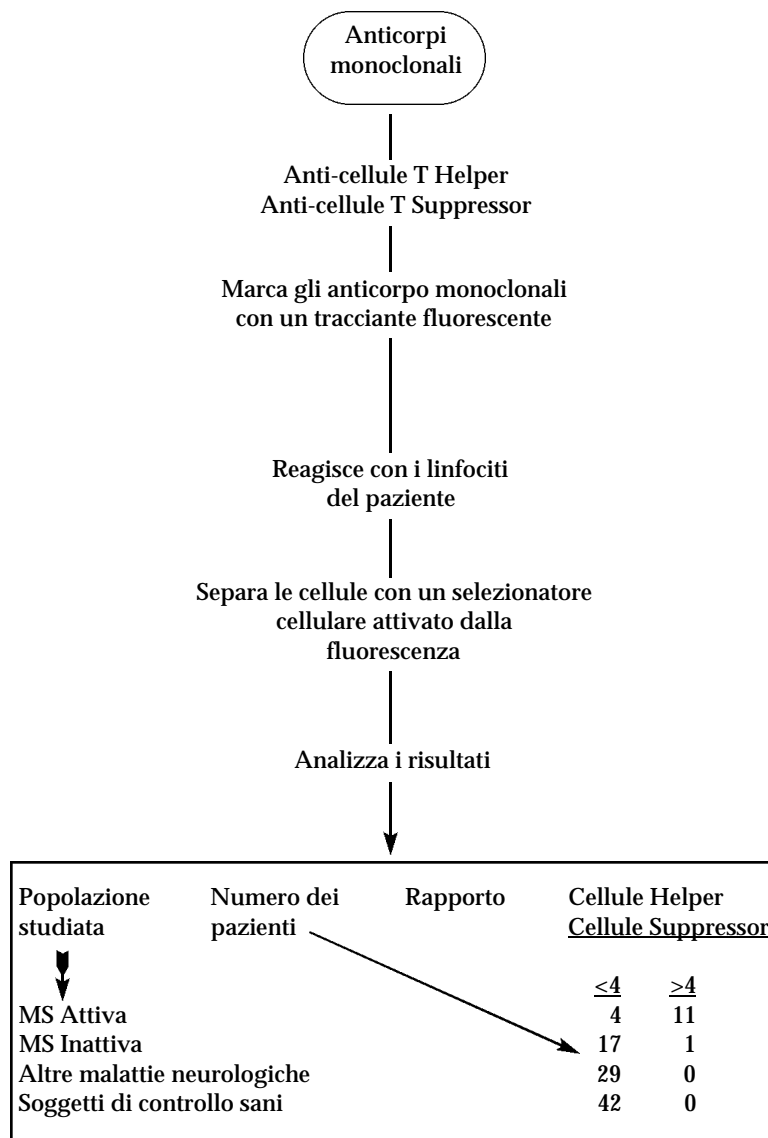 Anticorpi
monoclonali
Anti-cellule T Helper
Anti-cellule T Suppressor
Marca gli anticorpo monoclonali
con un tracciante fluorescente
Reagisce con i linfociti
del paziente
Separa le cellule con un selezionatore
cellulare attivato dalla
fluorescenza
Analizza i risultati
Popolazione Numero dei Rapporto Cellule Helper
studiata pazienti Cellule Suppressor
<4 >4
MS Attiva 4 11
MS Inattiva 17 1
Altre malattie neurologiche 29 0
Soggetti di controllo sani 42 0